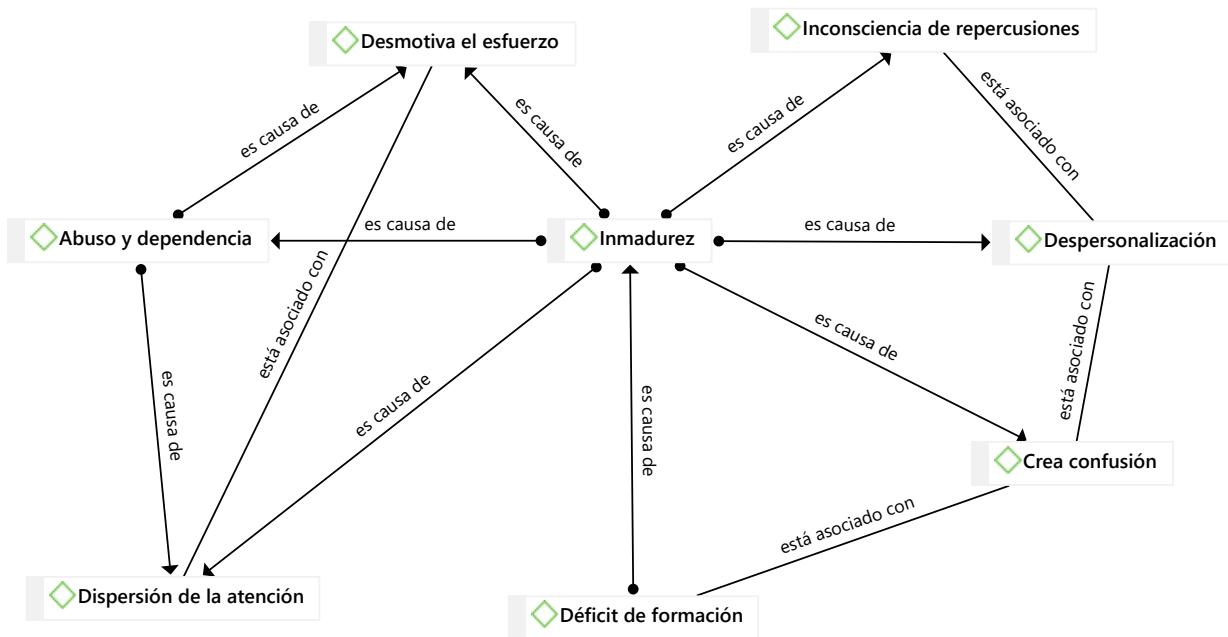 Desmotiva el esfuerzo
Inconsciencia de repercusiones
es causa de
es causa de
es causa de
está asociado con
Abuso y dependencia
es causa de
Inmadurez
es causa de
Despersonalización
está asociado con
es causa de
está asociado con
es causa de
es causa de
es causa de
Crea confusión
está asociado con
Dispersión de la atención
Déficit de formación